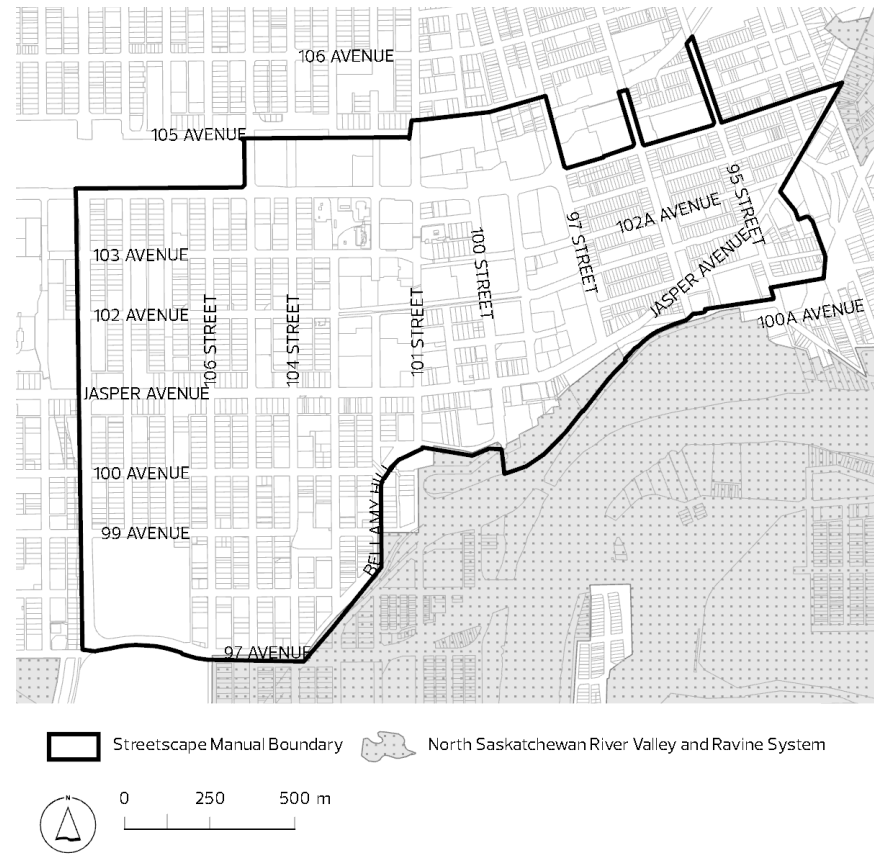 106 AVENUE
105 AVENUE
95 STREET
102A AVENUE
97 STREET
100 STREET
103 AVENUE
JASPER AVENUE
106 STREET
104 STREET
101 STREET
102 AVENUE
100A AVENUE
JASPER AVENUE
100 AVENUE
BELLAMY HILL
99 AVENUE
97 AVENUE
Streetscape Manual Boundary
North Saskatchewan River Valley and Ravine System
N
0 250 500 m